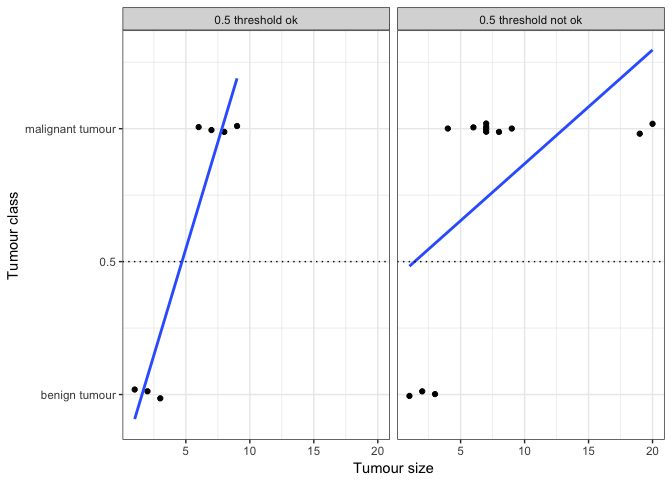 0.5 threshold ok
0.5 threshold not ok
Tumour class
malignant tumour
0.5
benign tumour
5 10 15 20
5 10 15 20
Tumour size